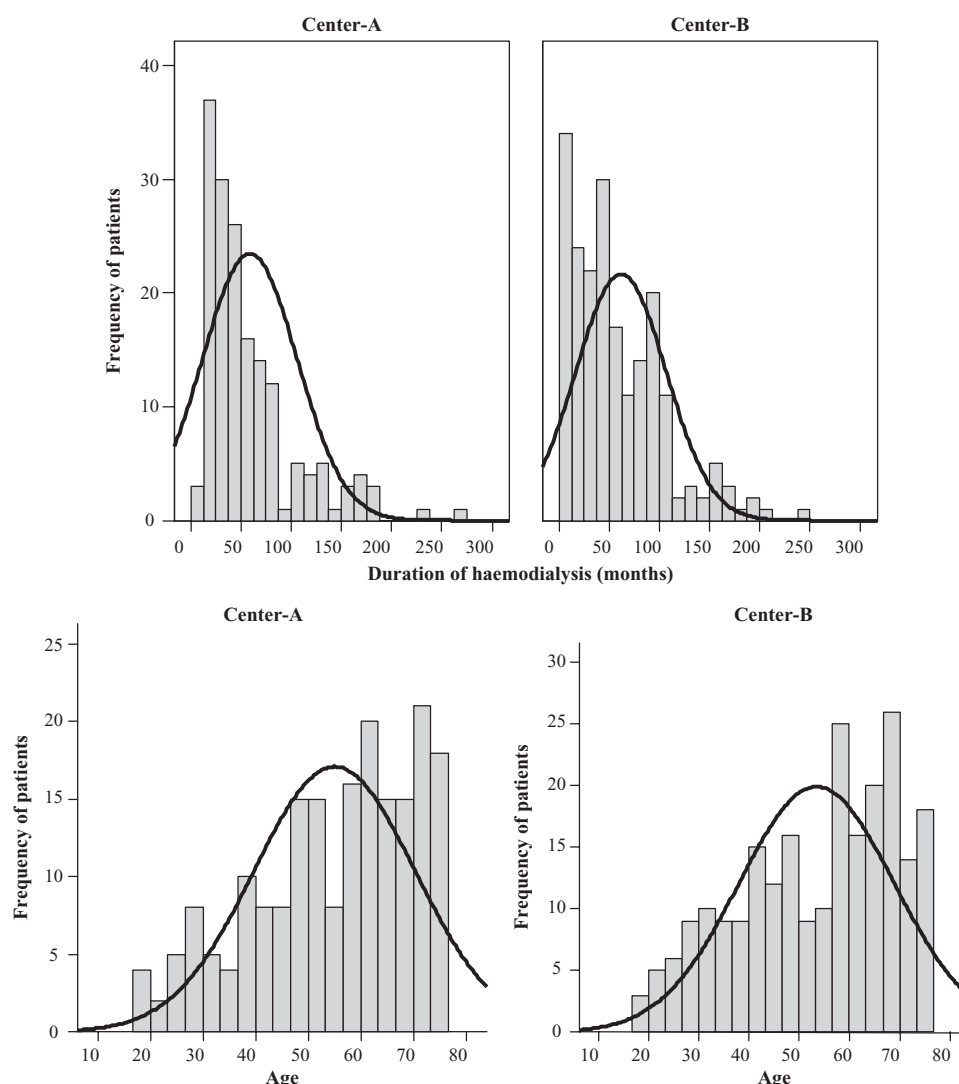 Center-A Center-B
40
30
20
10
0
Frequency of patients
0 50 100 150 200 250 300 0 50 100 150 200 250 300
Duration of haemodialysis (months)
Center-A Center-B
25
20
15
10
5
0
Frequency of patients
30
25
20
15
10
5
0
Frequency of patients
10 20 30 40 50 60 70 80 10 20 30 40 50 60 70 80
Age Age